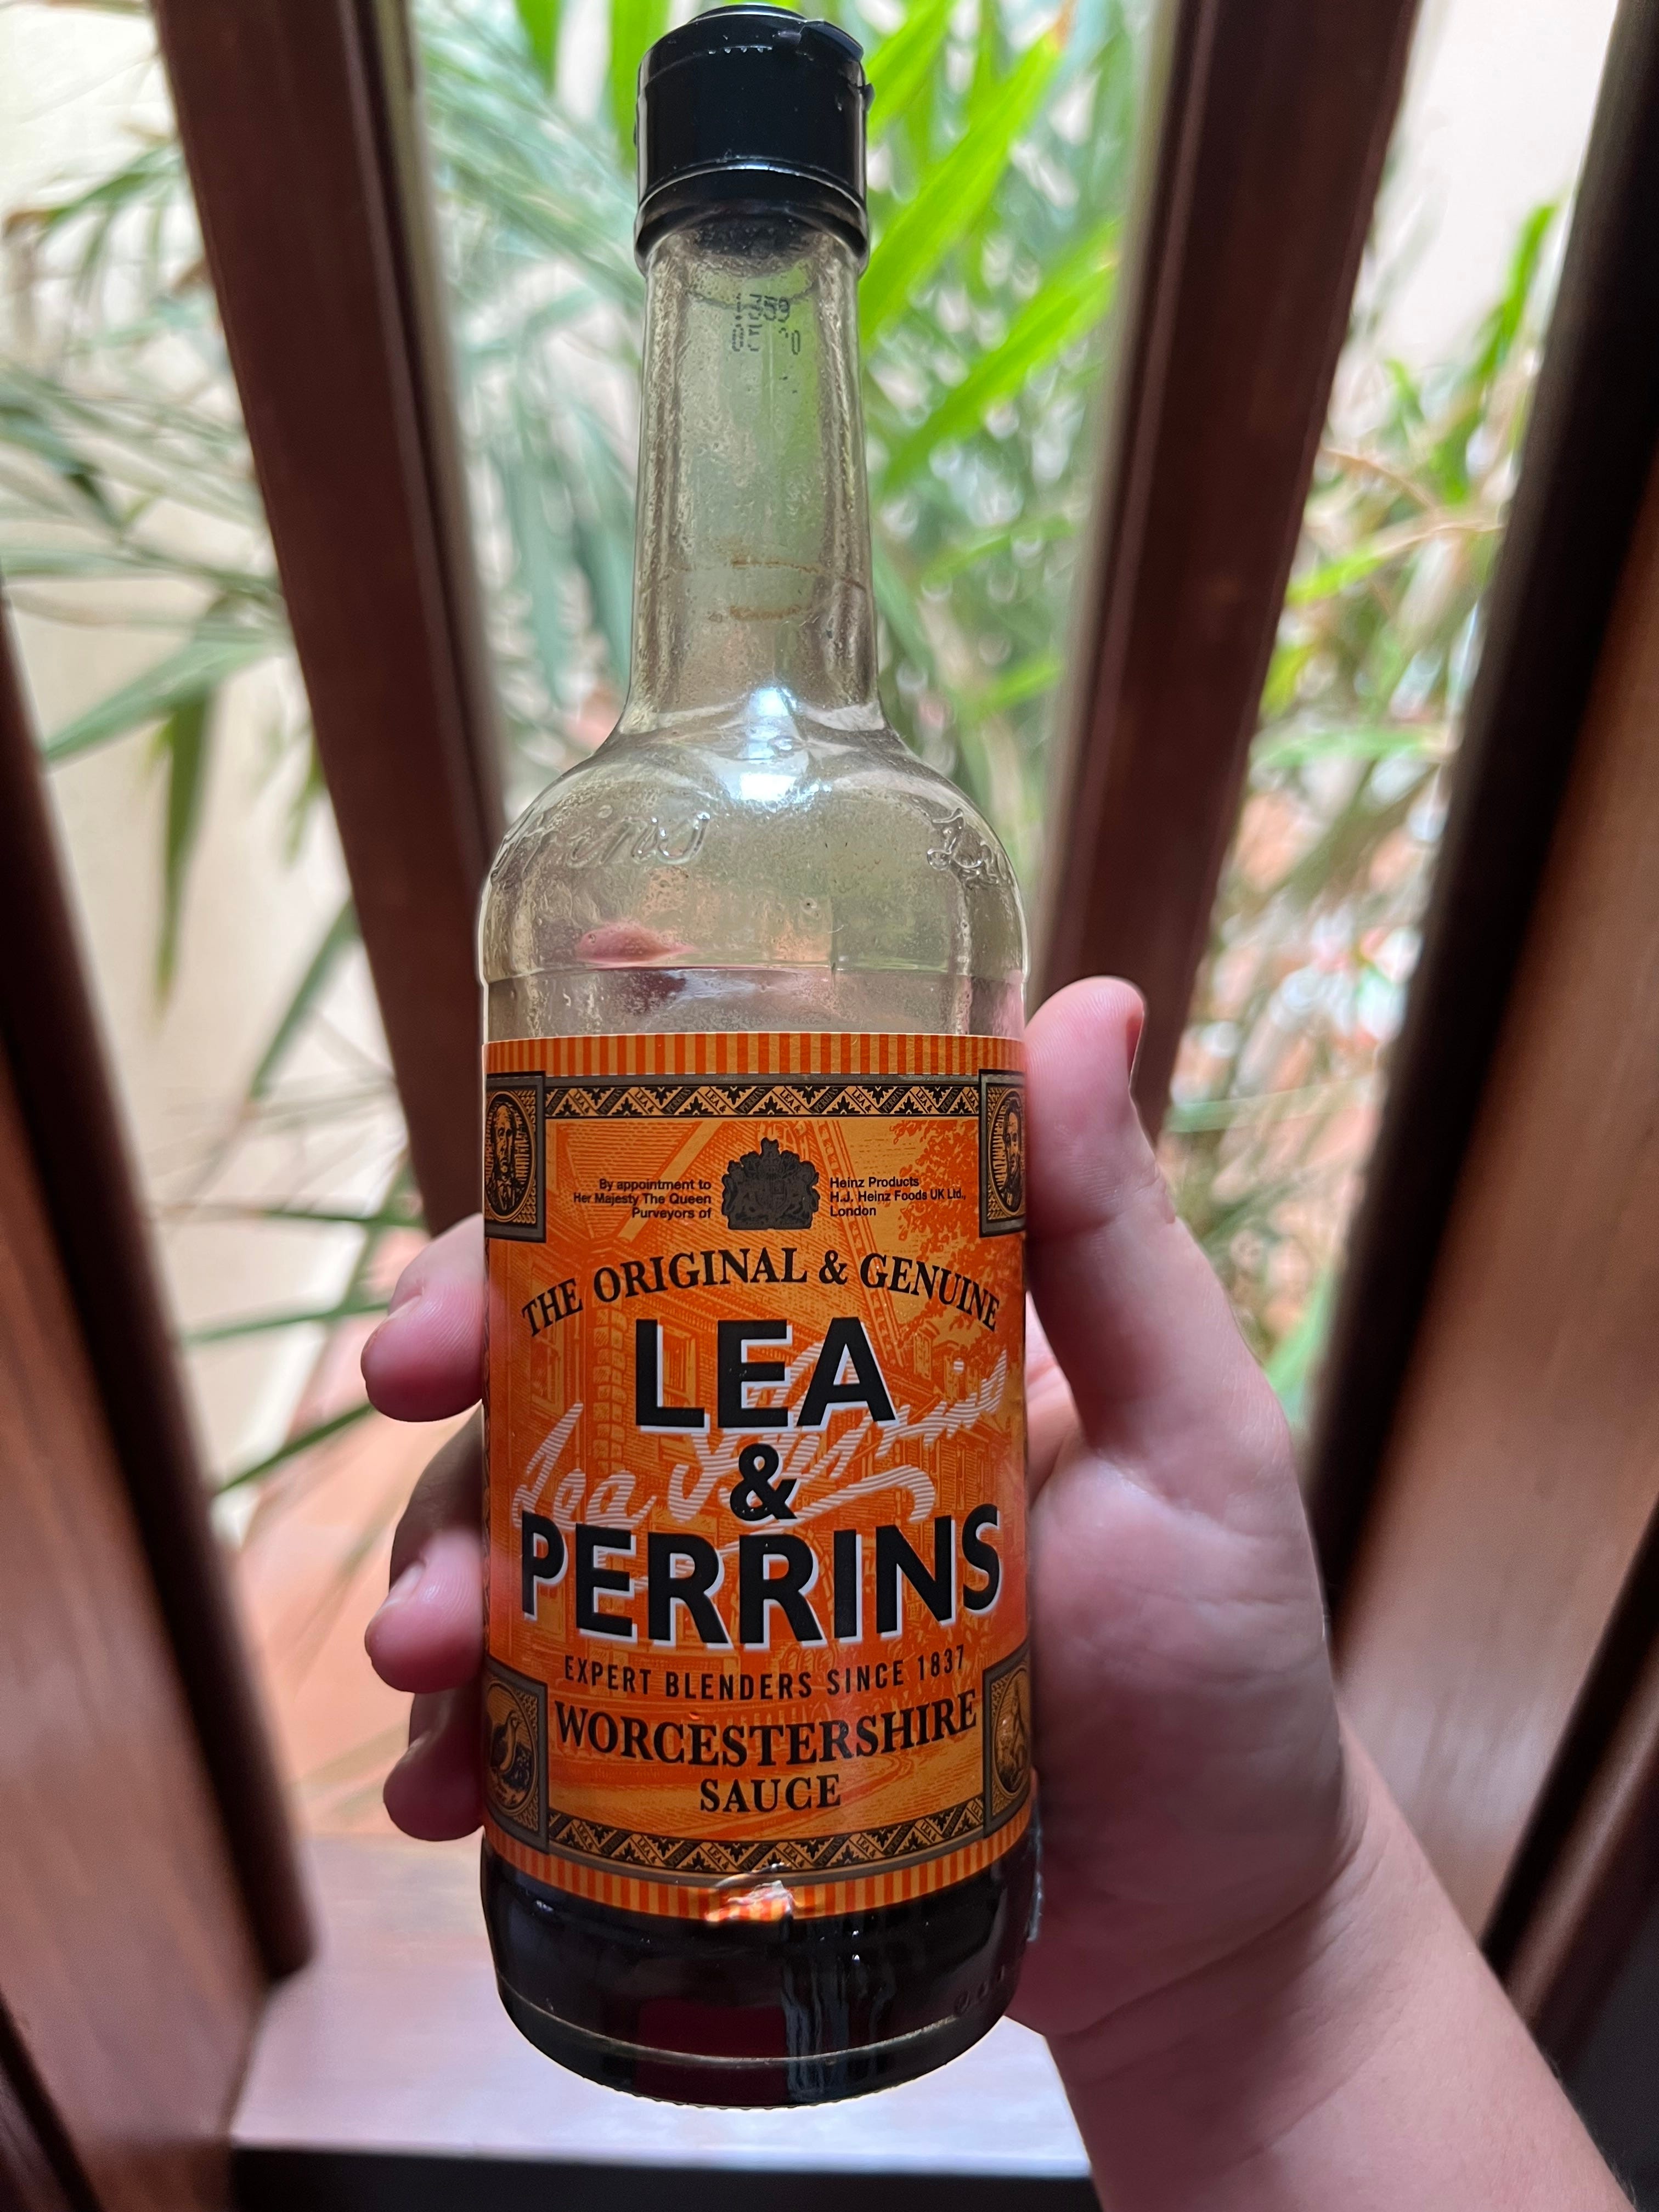 By appointment to
Her Majesty The Queen
Purveyors of
Heinz Products
H.J. Heinz Foods UK Ltd.,
London
THE ORIGINAL & GENUINE
LEA
&
PERRINS
EXPERT BLENDERS SINCE 1837
WORCESTERSHIRE
SAUCE